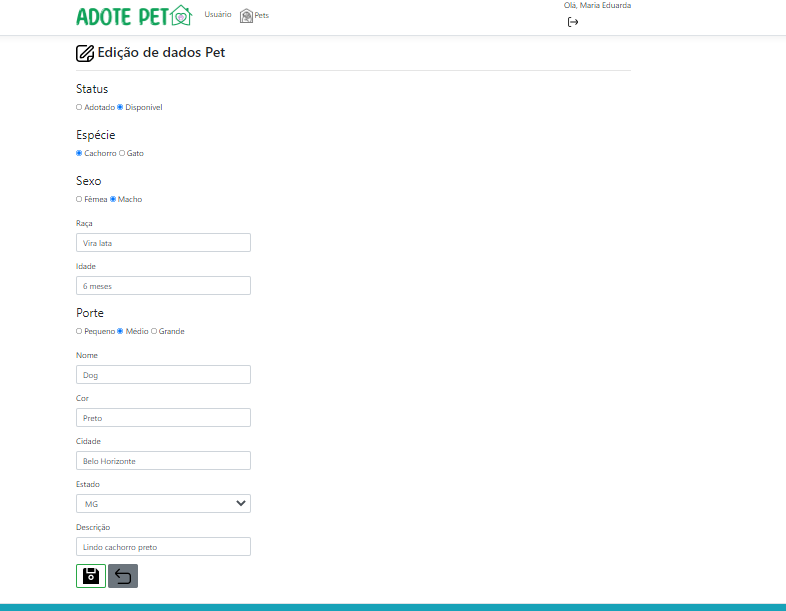 ADOTE PET
Usuário
Pets
Olá, Maria Eduarda
Edição de dados Pet
Status
Adotado Disponivel
Espécie
Cachorro Gato
Sexo
Fêmea Macho
Raça
Vira lata
Idade
6 meses
Porte
Pequeno Médio Grande
Nome
Dog
Cor
Preto
Cidade
Belo Horizonte
Estado
MG
Descrição
Lindo cachorro preto